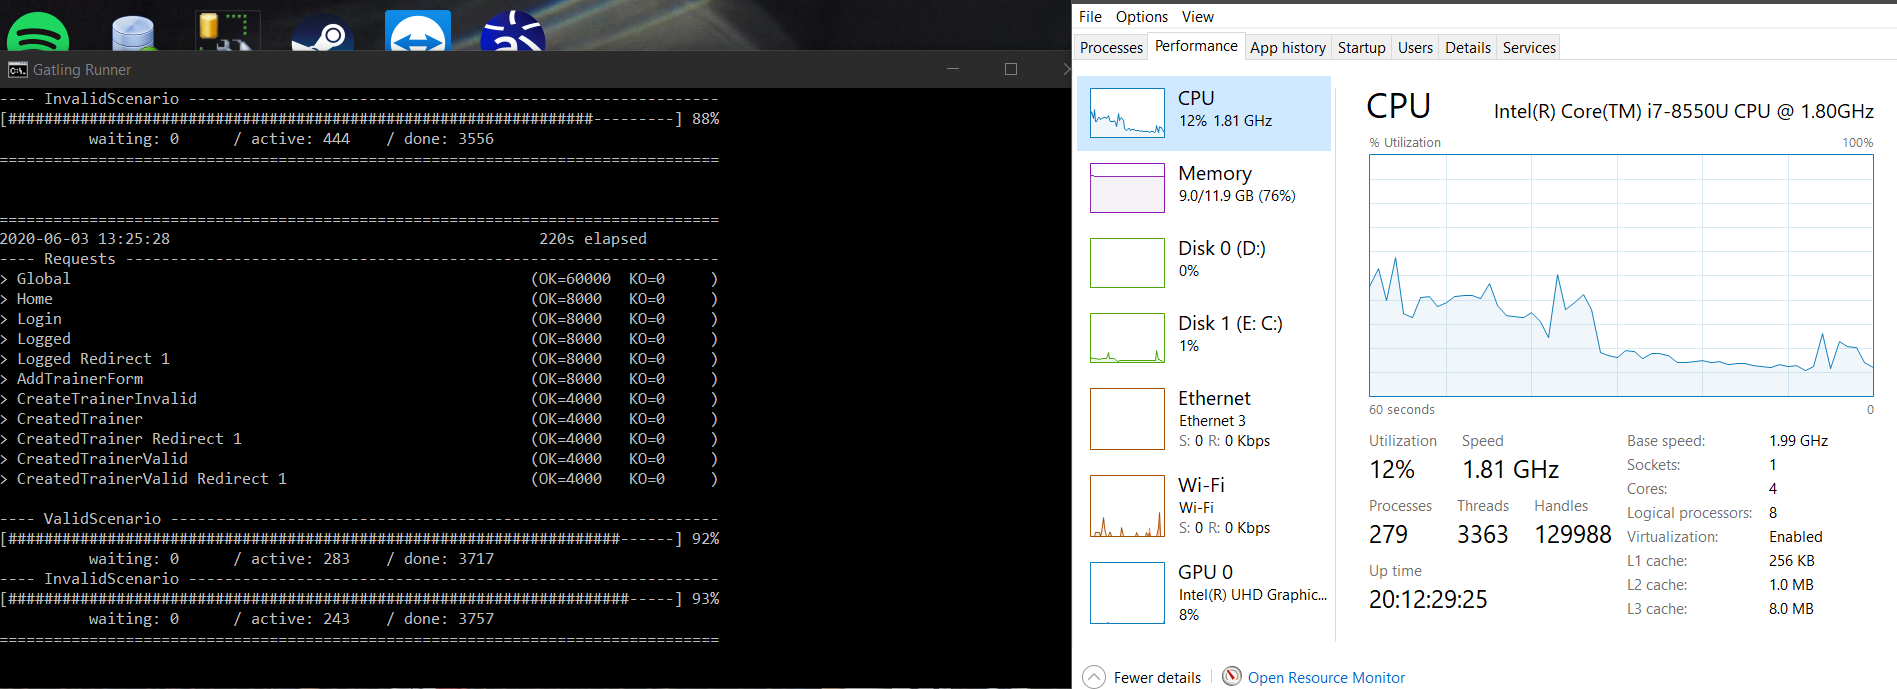 Gatling Runner
---- InvalidScenario -----------------------------------------------------------
[#################################################################---------] 88%
waiting: 0 / active: 444 / done: 3556
================================================================================
================================================================================
2020-06-03 13:25:28 220s elapsed
---- Requests ------------------------------------------------------------------
> Global (OK=60000 KO=0 )
> Home (OK=8000 KO=0 )
> Login (OK=8000 KO=0 )
> Logged (OK=8000 KO=0 )
> Logged Redirect 1 (OK=8000 KO=0 )
> AddTrainerForm (OK=8000 KO=0 )
> CreateTrainerInvalid (OK=4000 KO=0 )
> CreatedTrainer (OK=4000 KO=0 )
> CreatedTrainer Redirect 1 (OK=4000 KO=0 )
> CreatedTrainerValid (OK=4000 KO=0 )
> CreatedTrainerValid Redirect 1 (OK=4000 KO=0 )
---- ValidScenario -------------------------------------------------------------
[####################################################################------] 92%
waiting: 0 / active: 283 / done: 3717
---- InvalidScenario -----------------------------------------------------------
[#####################################################################-----] 93%
waiting: 0 / active: 243 / done: 3757
================================================================================
File Options View
Processes Performance App history Startup Users Details Services
CPU
12% 1.81 GHz
Memory
9.0/11.9 GB (76%)
Disk 0 (D:)
0%
Disk 1 (E: C:)
1%
Ethernet
Ethernet 3
S: 0 R: 0 Kbps
Wi-Fi
Wi-Fi
S: 0 R: 0 Kbps
GPU 0
Intel(R) UHD Graphic...
8%
CPU Intel(R) Core(TM) i7-8550U CPU @ 1.80GHz
% Utilization 100%
60 seconds 0
Utilization Speed
12% 1.81 GHz
Processes Threads Handles
279 3363 129988
Up time
20:12:29:25
Base speed: 1.99 GHz
Sockets: 1
Cores: 4
Logical processors: 8
Virtualization: Enabled
L1 cache: 256 KB
L2 cache: 1.0 MB
L3 cache: 8.0 MB
Fewer details Open Resource Monitor